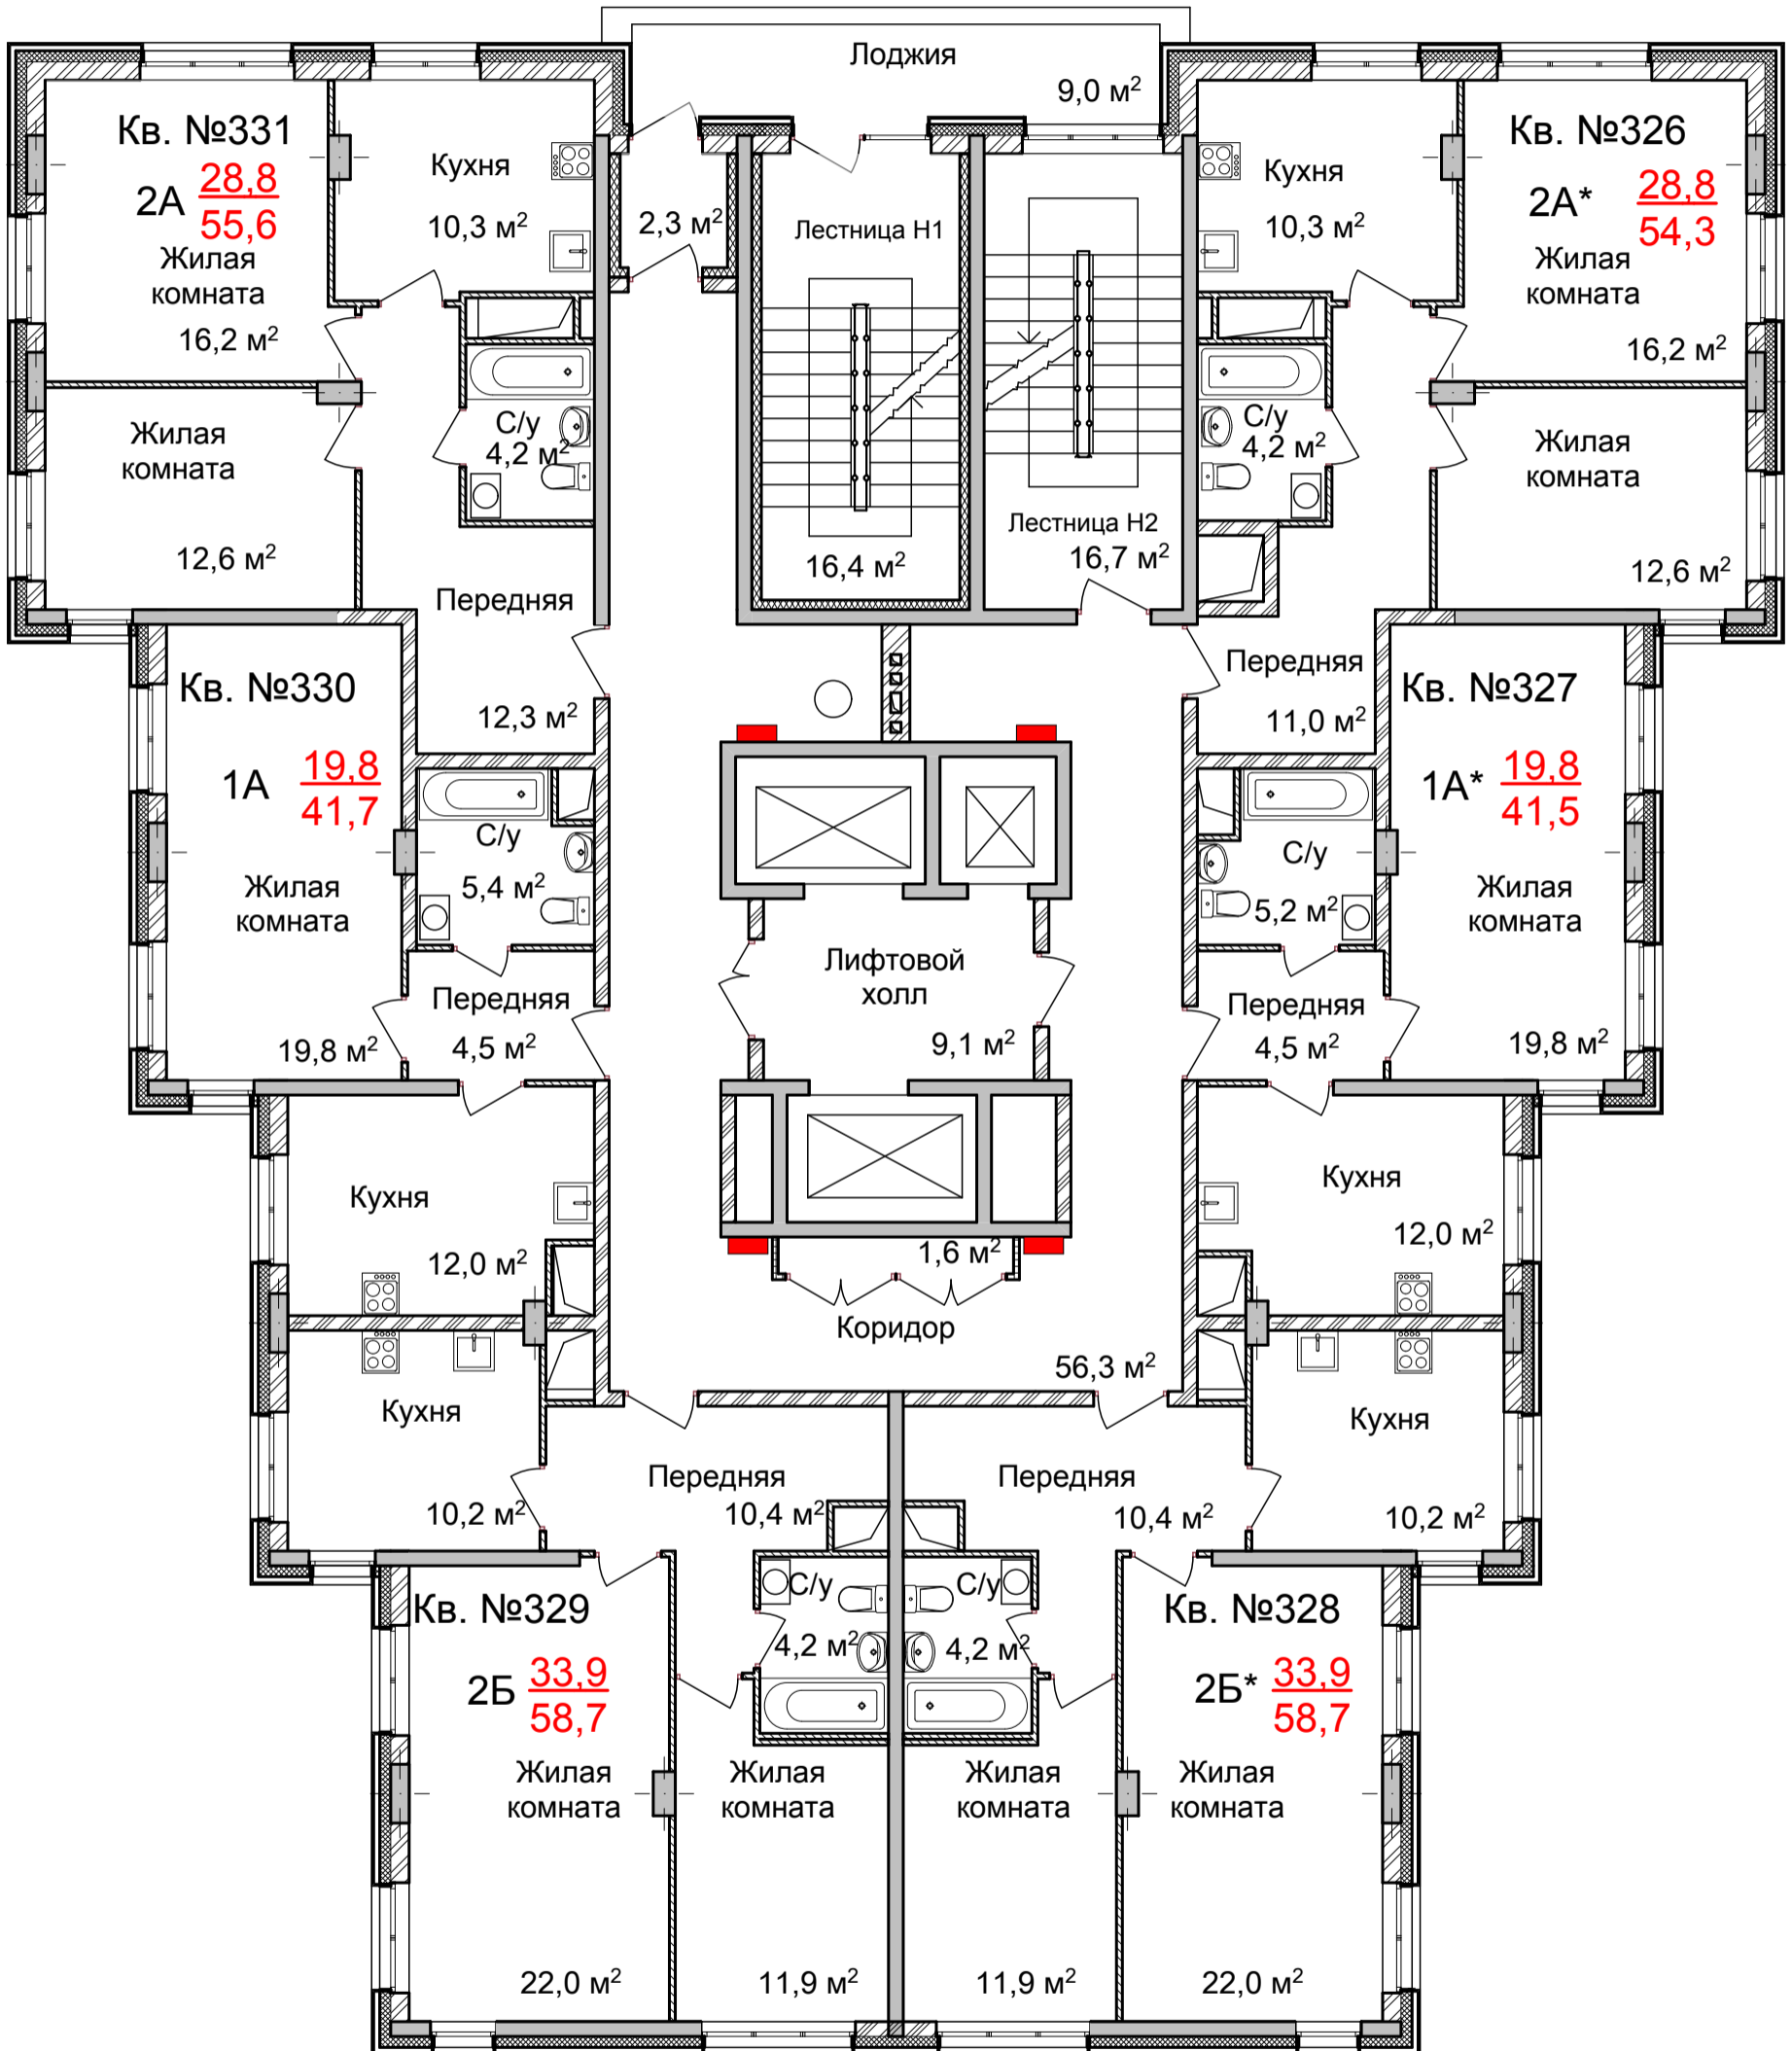 Лоджия
9,0 м²
Кв. №331
2А 28,8
55,6
Жилая
комната
16,2 м²
Кухня
10,3 м²
2,3 м²
Лестница Н1
16,4 м²
Лестница Н2
16,7 м²
Кухня
10,3 м²
Кв. №326
2А* 28,8
54,3
Жилая
комната
16,2 м²
Жилая
комната
12,6 м²
С/у
4,2 м²
Передняя
12,3 м²
С/у
4,2 м²
Жилая
комната
12,6 м²
Передняя
11,0 м²
Кв. №330
1А 19,8
41,7
Жилая
комната
19,8 м²
С/у
5,4 м²
Передняя
4,5 м²
Лифтовой
холл
9,1 м²
С/у
5,2 м²
Передняя
4,5 м²
Кв. №327
1А* 19,8
41,5
Жилая
комната
19,8 м²
Кухня
12,0 м²
1,6 м²
Коридор
56,3 м²
Кухня
12,0 м²
Кухня
10,2 м²
Передняя
10,4 м²
Передняя
10,4 м²
Кухня
10,2 м²
Кв. №329
2Б 33,9
58,7
Жилая
комната
22,0 м²
С/у
4,2 м²
Жилая
комната
11,9 м²
С/у
4,2 м²
Жилая
комната
11,9 м²
Кв. №328
2Б* 33,9
58,7
Жилая
комната
22,0 м²